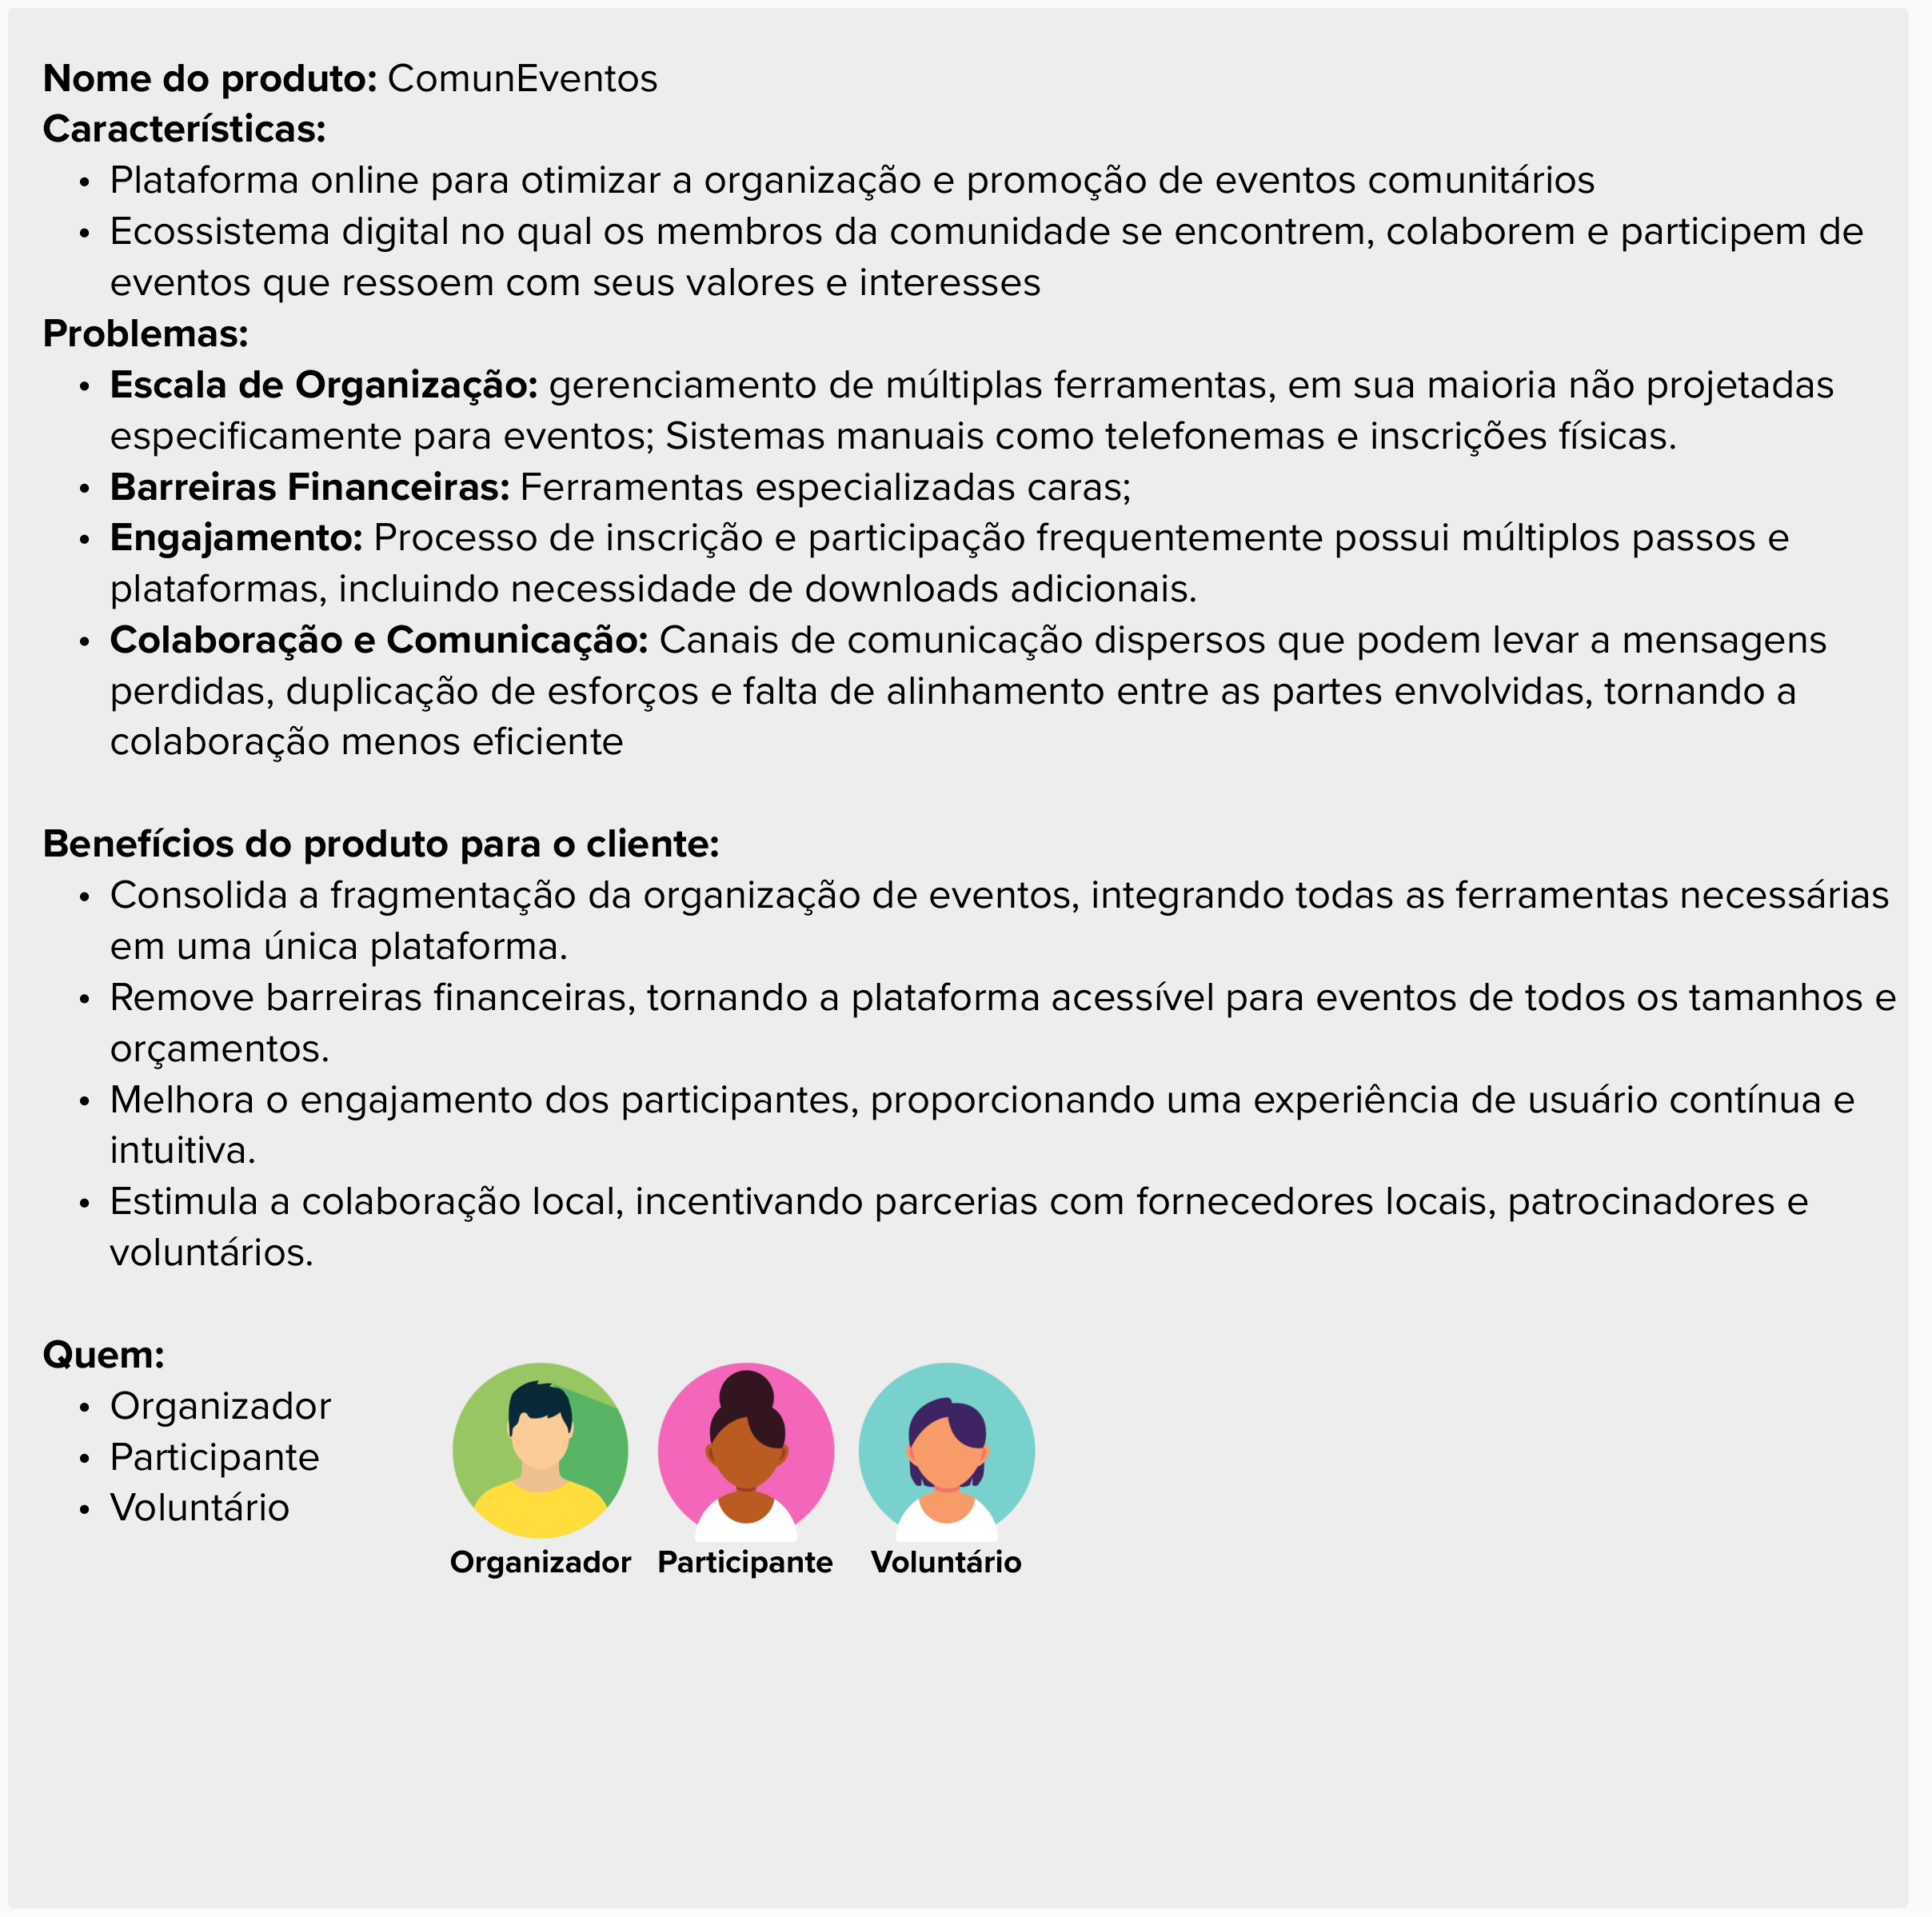 Nome do produto: ComunEventos
Características:
• Plataforma online para otimizar a organização e promoção de eventos comunitários
• Ecossistema digital no qual os membros da comunidade se encontrem, colaborem e participem de
eventos que ressoem com seus valores e interesses
Problemas:
• Escala de Organização: gerenciamento de múltiplas ferramentas, em sua maioria não projetadas
especificamente para eventos; Sistemas manuais como telefonemas e inscrições físicas.
• Barreiras Financeiras: Ferramentas especializadas caras;
• Engajamento: Processo de inscrição e participação frequentemente possui múltiplos passos e
plataformas, incluindo necessidade de downloads adicionais.
• Colaboração e Comunicação: Canais de comunicação dispersos que podem levar a mensagens
perdidas, duplicação de esforços e falta de alinhamento entre as partes envolvidas, tornando a
colaboração menos eficiente
Benefícios do produto para o cliente:
• Consolida a fragmentação da organização de eventos, integrando todas as ferramentas necessárias
em uma única plataforma.
• Remove barreiras financeiras, tornando a plataforma acessível para eventos de todos os tamanhos e
orçamentos.
• Melhora o engajamento dos participantes, proporcionando uma experiência de usuário contínua e
intuitiva.
• Estimula a colaboração local, incentivando parcerias com fornecedores locais, patrocinadores e
voluntários.
Quem:
• Organizador
• Participante
• Voluntário
Organizador Participante Voluntário